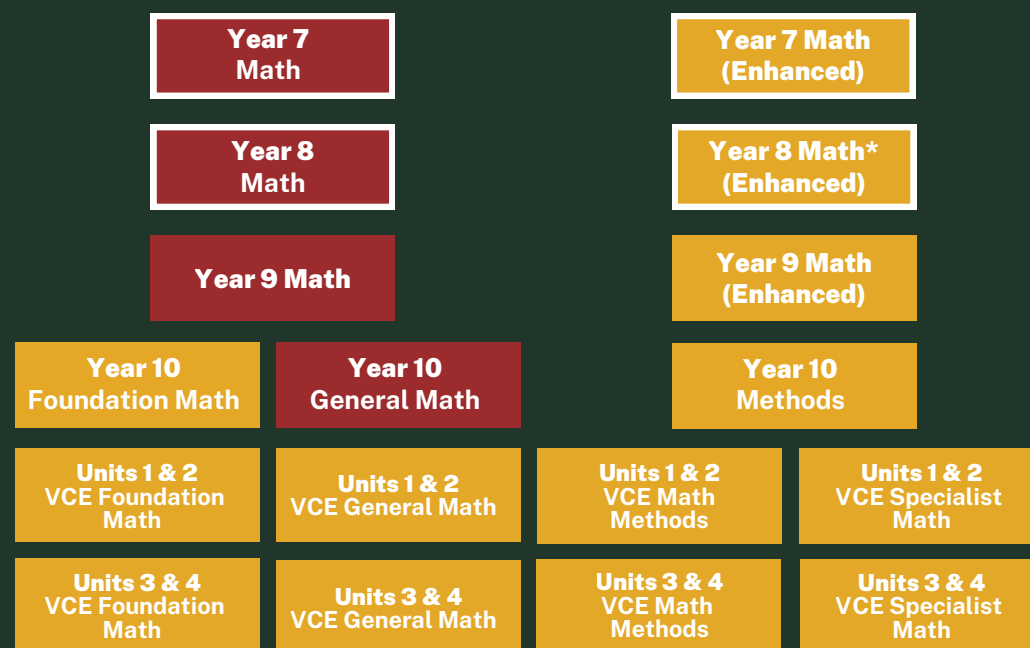 Year 7
Math
Year 7 Math
(Enhanced)
Year 8
Math
Year 8 Math*
(Enhanced)
Year 9 Math
Year 9 Math
(Enhanced)
Year 10
Foundation Math
Year 10
General Math
Year 10
Methods
Units 1 & 2
VCE Foundation
Math
Units 1 & 2
VCE General Math
Units 1 & 2
VCE Math
Methods
Units 1 & 2
VCE Specialist
Math
Units 3 & 4
VCE Foundation
Math
Units 3 & 4
VCE General Math
Units 3 & 4
VCE Math
Methods
Units 3 & 4
VCE Specialist
Math